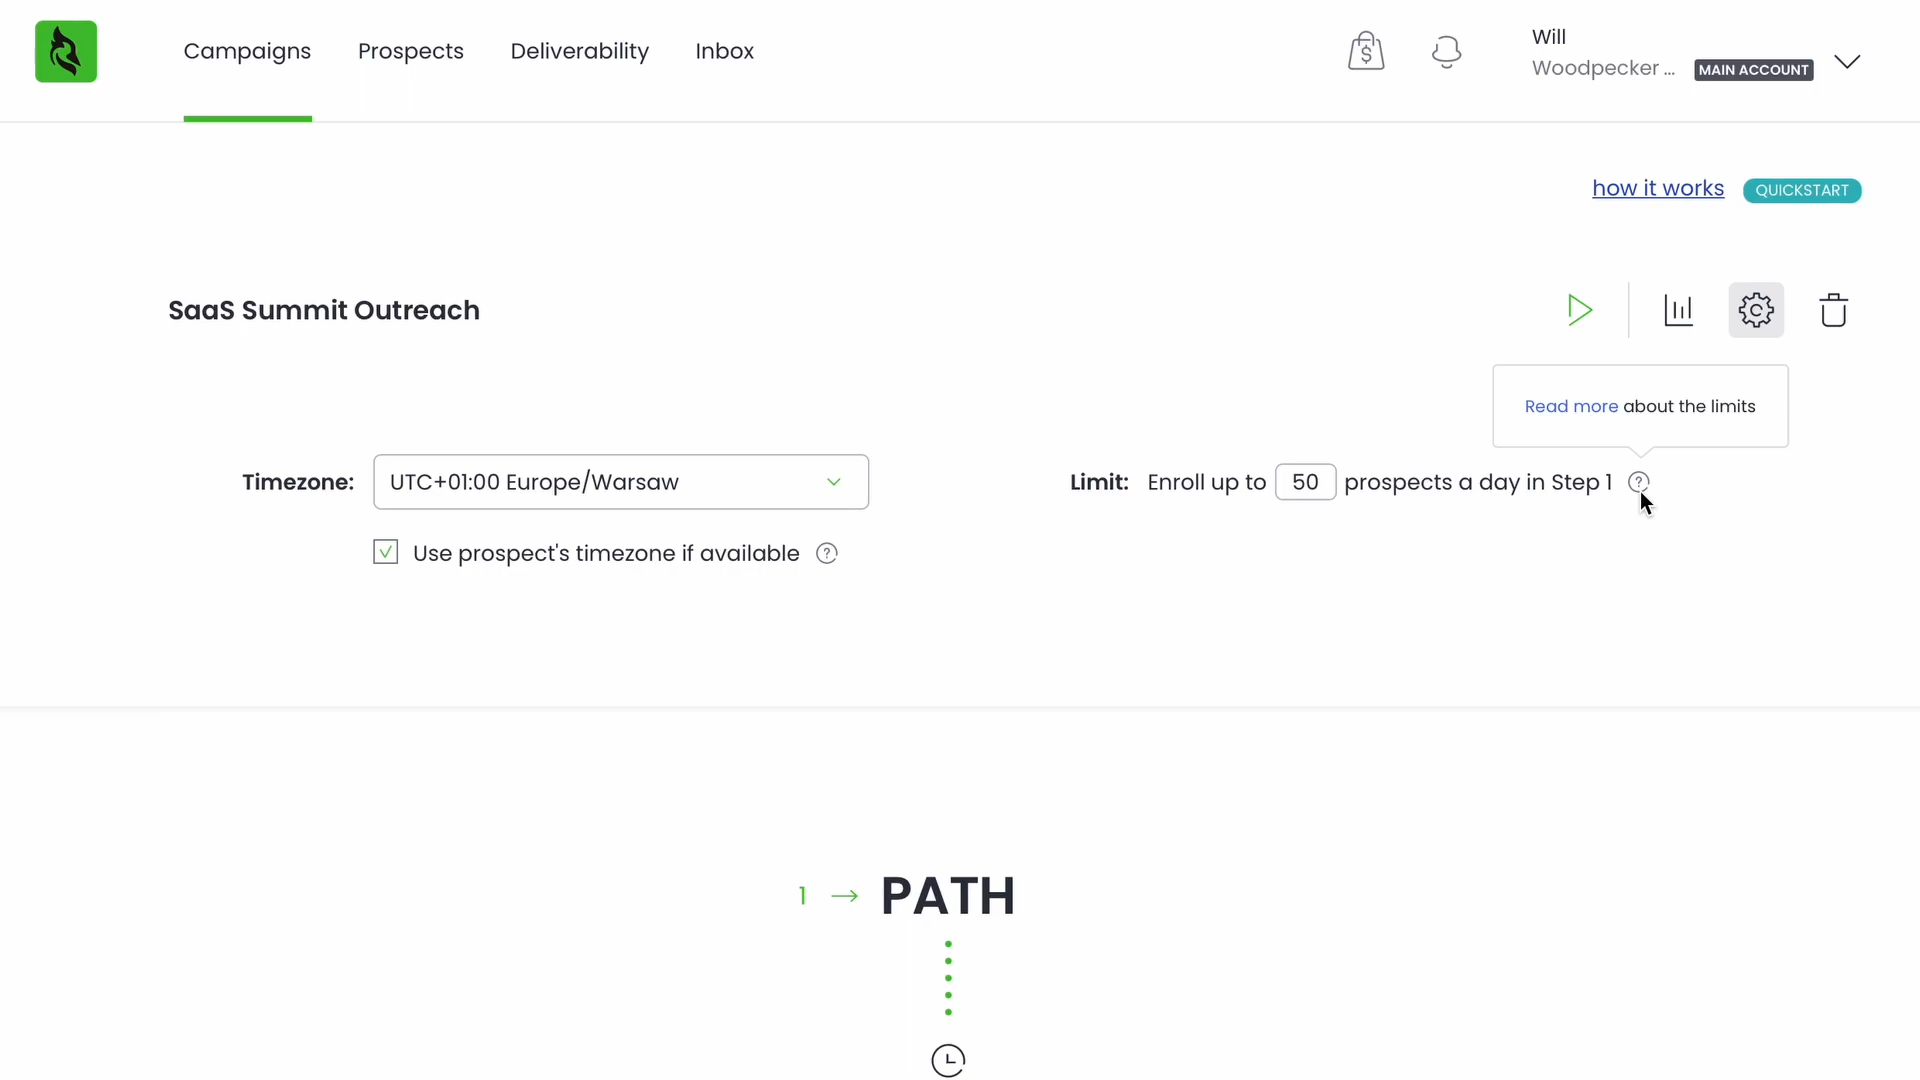 Campaigns Prospects Deliverability Inbox
Will
Woodpecker ... MAIN ACCOUNT
how it works QUICKSTART
SaaS Summit Outreach
Read more about the limits
Timezone: UTC+01:00 Europe/Warsaw
Limit: Enroll up to 50 prospects a day in Step 1
Use prospect's timezone if available
1 → PATH